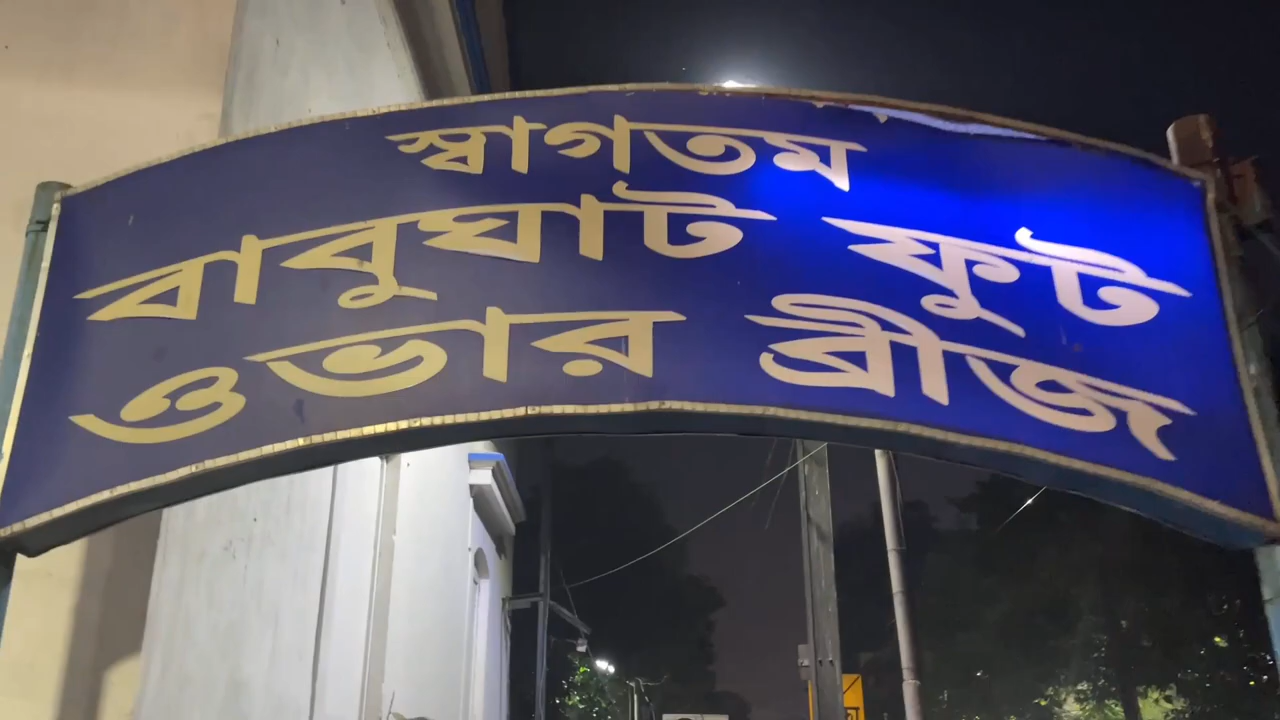 স্বাগতম
বাবুঘাট ফুট
ওভার ব্রীজ